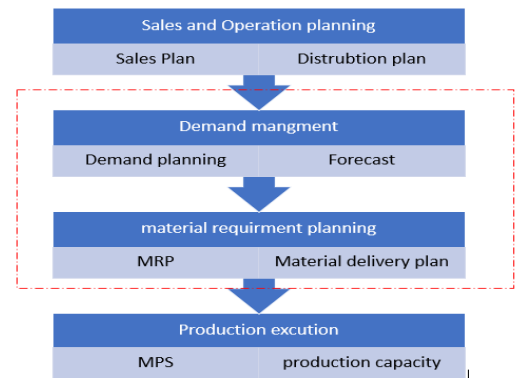 Sales and Operation planning
Sales Plan Distrubtion plan
Demand mangment
Demand planning Forecast
material requirment planning
MRP Material delivery plan
Production excution
MPS production capacity